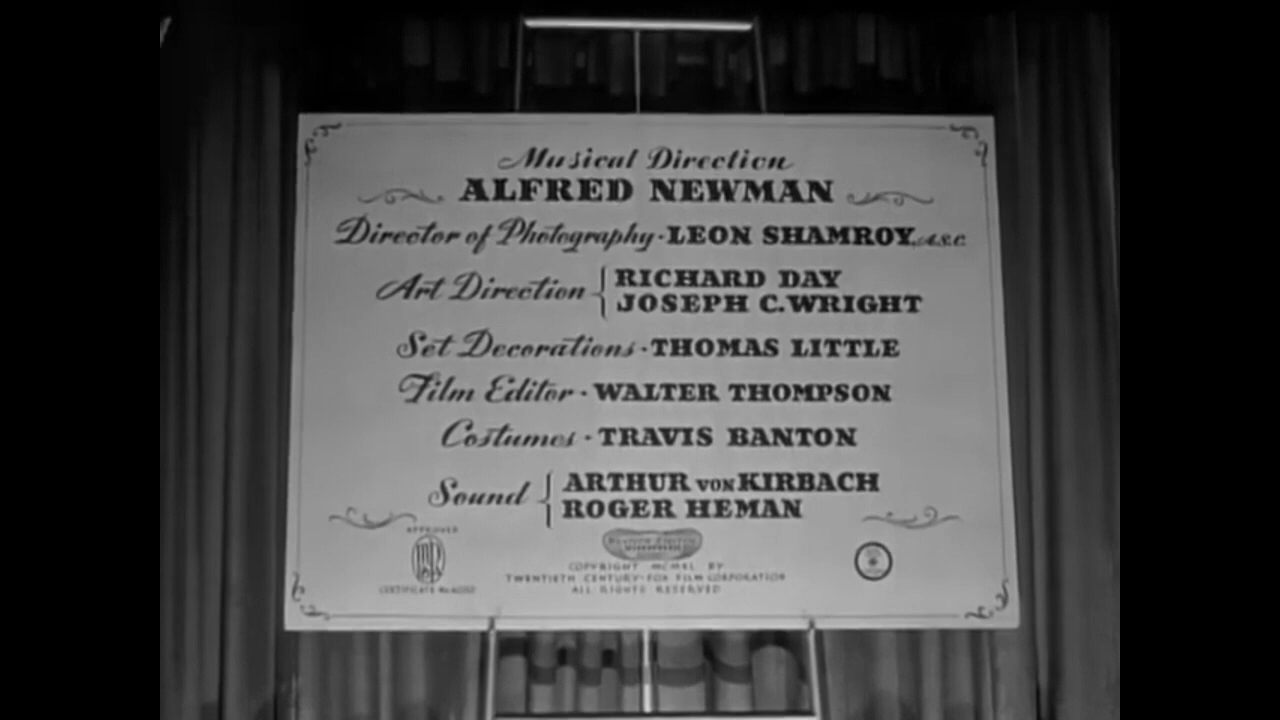 Musical Direction
ALFRED NEWMAN
Director of Photography · LEON SHAMROY, A.S.C.
Art Direction { RICHARD DAY
JOSEPH C. WRIGHT
Set Decorations · THOMAS LITTLE
Film Editor · WALTER THOMPSON
Costumes · TRAVIS BANTON
Sound { ARTHUR VON KIRBACH
ROGER HEMAN
APPROVED
CERTIFICATE No.
COPYRIGHT MCMXL BY
TWENTIETH CENTURY-FOX FILM CORPORATION
ALL RIGHTS RESERVED